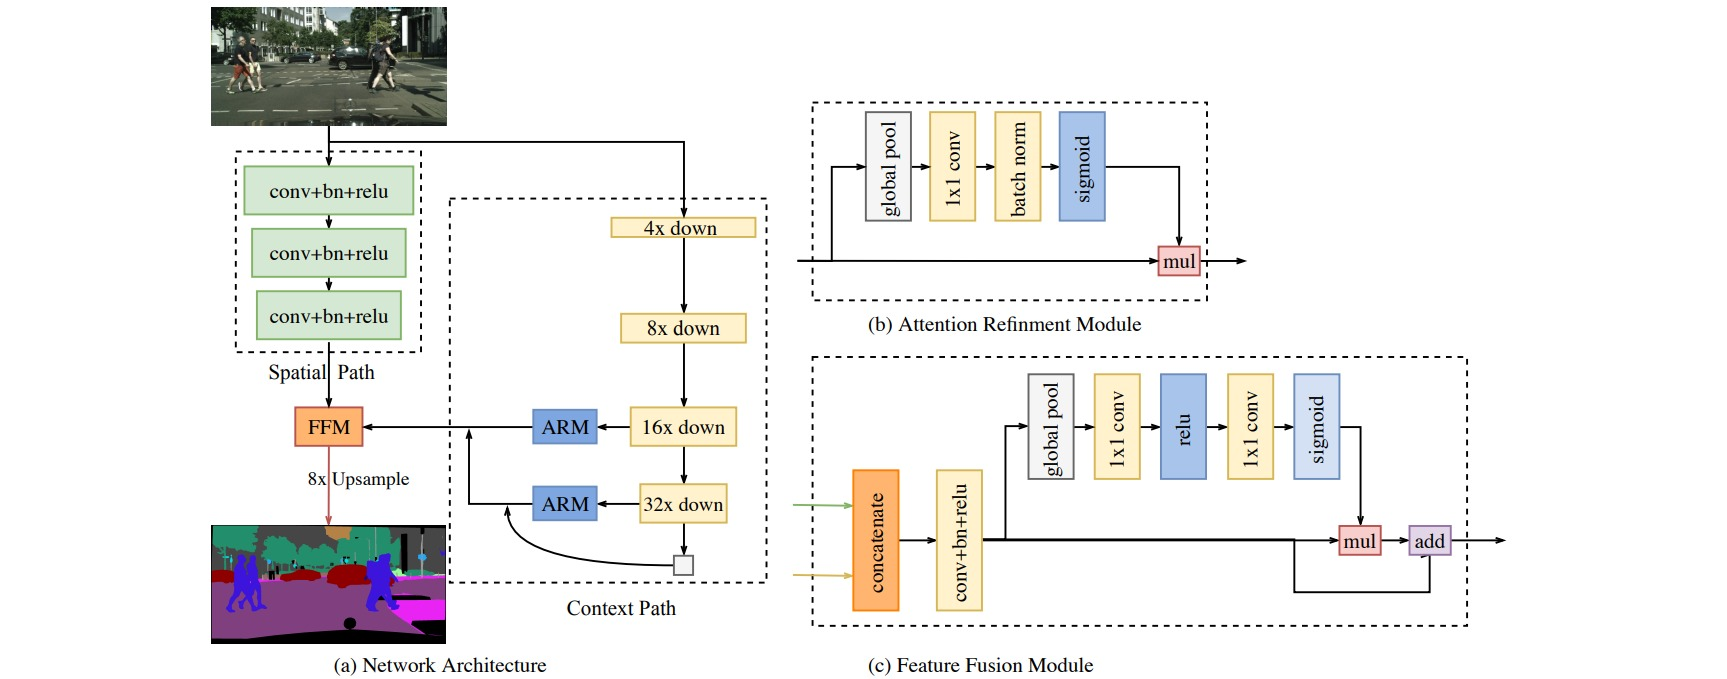 conv+bn+relu
conv+bn+relu
conv+bn+relu
Spatial Path
FFM
8x Upsample
4x down
8x down
ARM
16x down
ARM
32x down
Context Path
(a) Network Architecture
global pool
1x1 conv
batch norm
sigmoid
mul
(b) Attention Refinment Module
concatenate
conv+bn+relu
global pool
1x1 conv
relu
1x1 conv
sigmoid
mul
add
(c) Feature Fusion Module